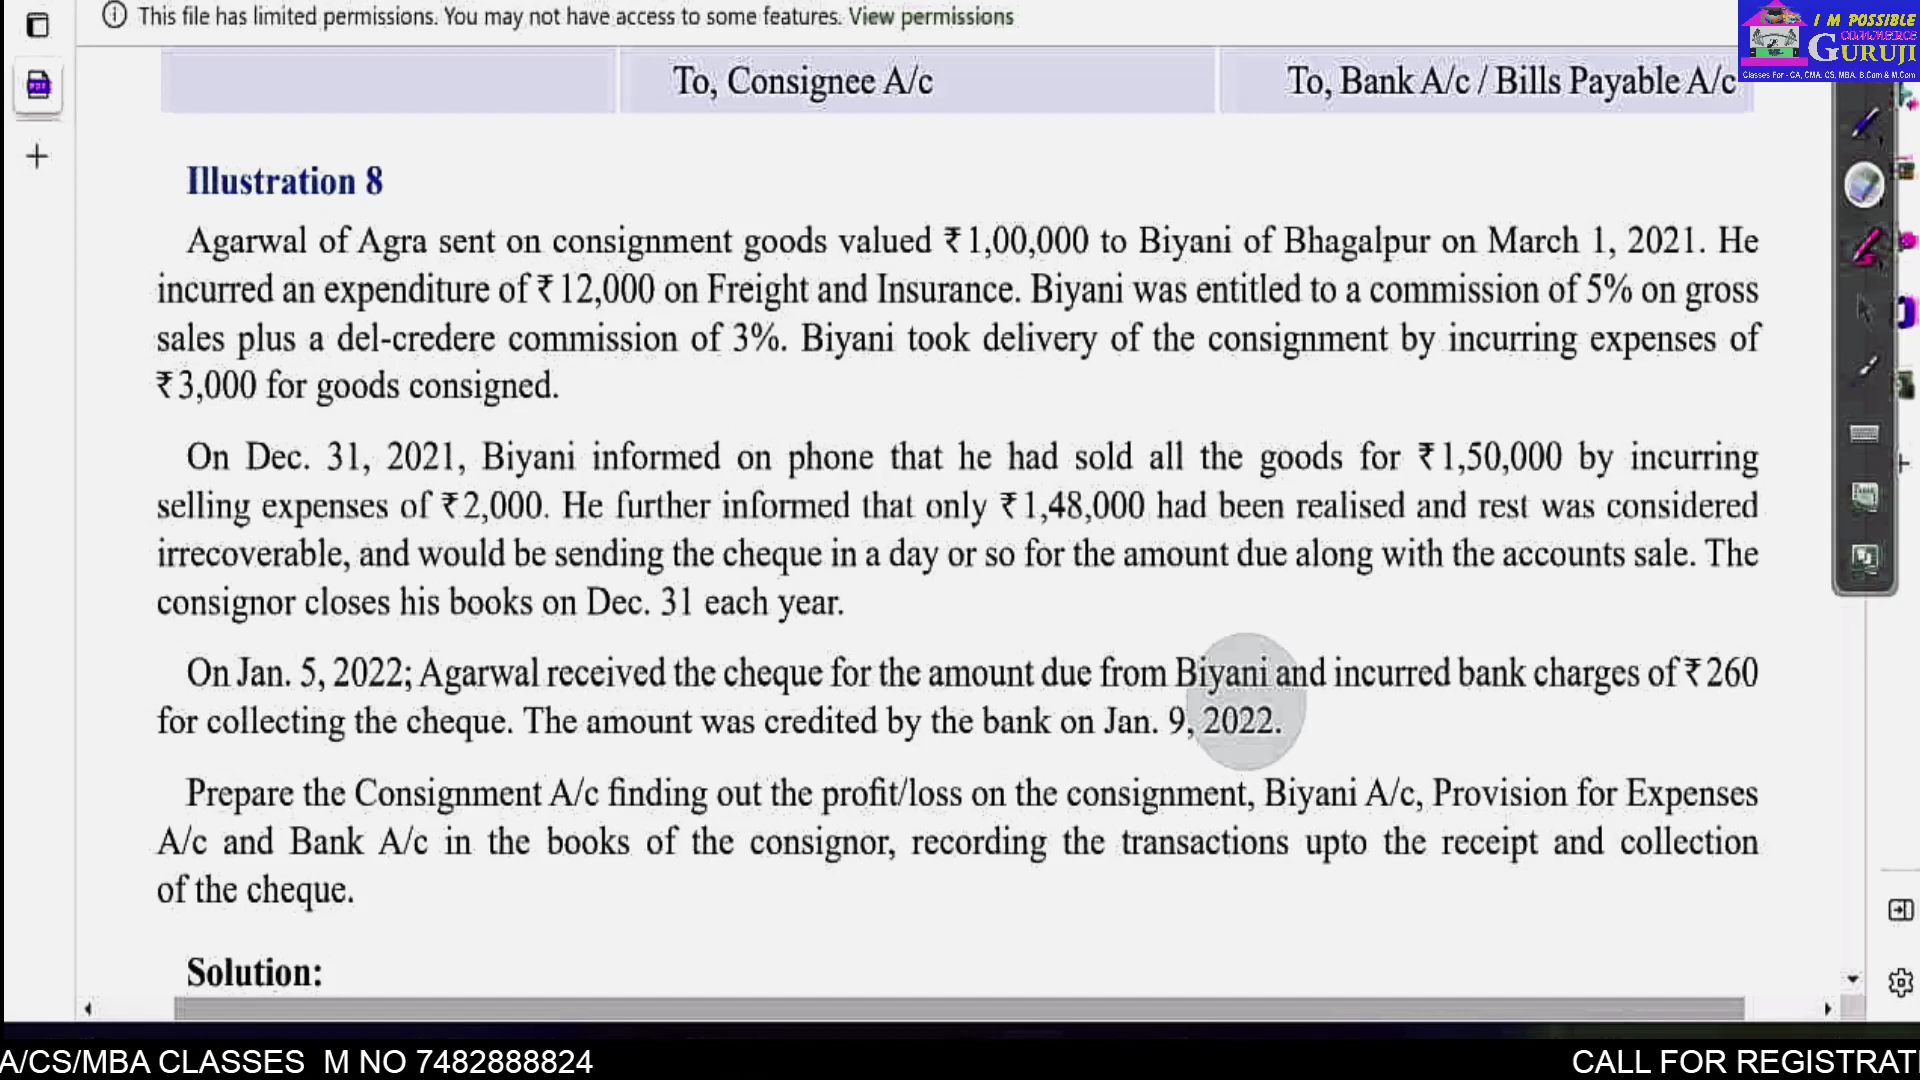 This file has limited permissions. You may not have access to some features. View permissions
I M POSSIBLE
COMMERCE
GURUJI
Classes For - CA, CMA, CS, MBA, B.Com & M.Com
To, Consignee A/c To, Bank A/c / Bills Payable A/c
Illustration 8
Agarwal of Agra sent on consignment goods valued ₹ 1,00,000 to Biyani of Bhagalpur on March 1, 2021. He
incurred an expenditure of ₹ 12,000 on Freight and Insurance. Biyani was entitled to a commission of 5% on gross
sales plus a del-credere commission of 3%. Biyani took delivery of the consignment by incurring expenses of
₹ 3,000 for goods consigned.
On Dec. 31, 2021, Biyani informed on phone that he had sold all the goods for ₹ 1,50,000 by incurring
selling expenses of ₹ 2,000. He further informed that only ₹ 1,48,000 had been realised and rest was considered
irrecoverable, and would be sending the cheque in a day or so for the amount due along with the accounts sale. The
consignor closes his books on Dec. 31 each year.
On Jan. 5, 2022; Agarwal received the cheque for the amount due from Biyani and incurred bank charges of ₹ 260
for collecting the cheque. The amount was credited by the bank on Jan. 9, 2022.
Prepare the Consignment A/c finding out the profit/loss on the consignment, Biyani A/c, Provision for Expenses
A/c and Bank A/c in the books of the consignor, recording the transactions upto the receipt and collection
of the cheque.
Solution:
A/CS/MBA CLASSES M NO 7482888824 CALL FOR REGISTRATI